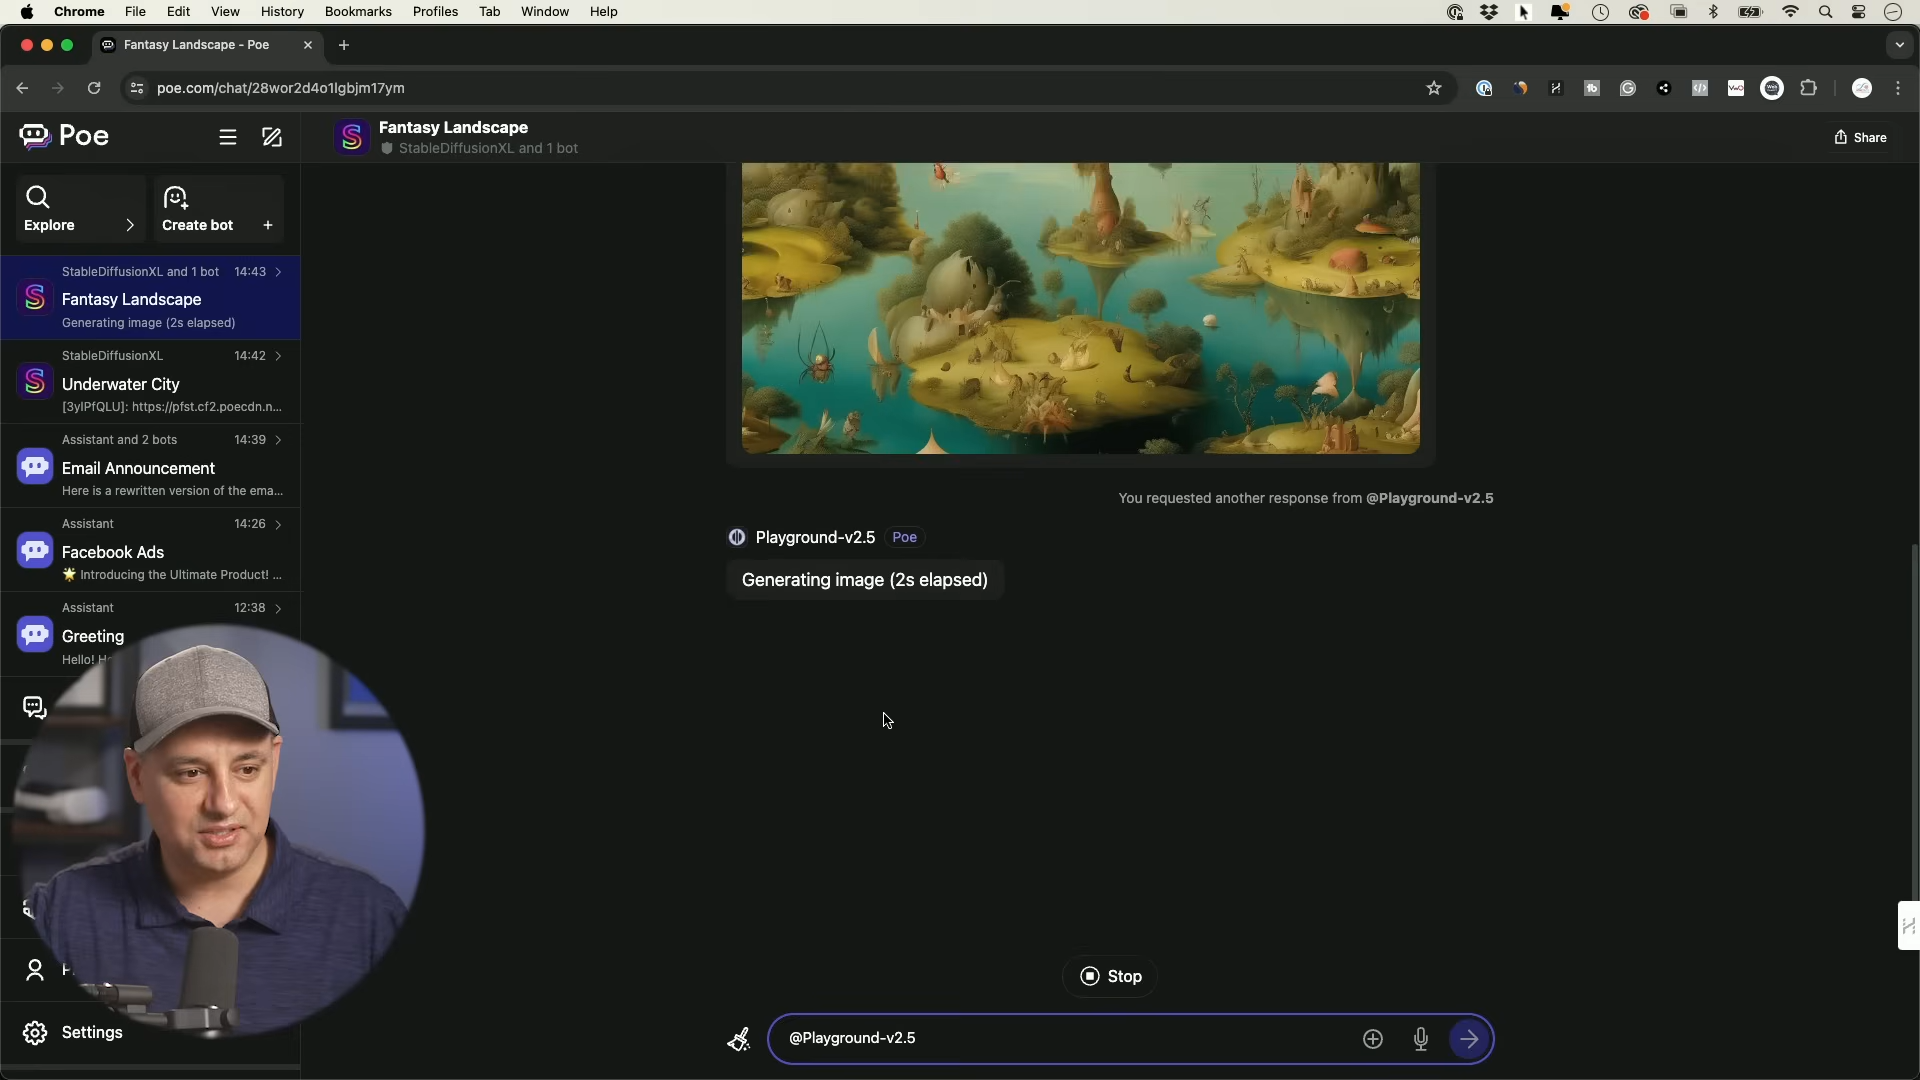 Chrome File Edit View History Bookmarks Profiles Tab Window Help
Fantasy Landscape - Poe
poe.com/chat/28wor2d4o1lgbjm17ym
Poe
Fantasy Landscape
StableDiffusionXL and 1 bot
Share
Explore
Create bot
StableDiffusionXL and 1 bot 14:43
Fantasy Landscape
Generating image (2s elapsed)
StableDiffusionXL 14:42
Underwater City
[3yIPfQLU]: https://pfst.cf2.poecdn.n...
Assistant and 2 bots 14:39
Email Announcement
Here is a rewritten version of the ema...
Assistant 14:26
Facebook Ads
🌟 Introducing the Ultimate Product! ...
Assistant 12:38
Greeting
Hello!
Settings
You requested another response from @Playground-v2.5
Playground-v2.5 Poe
Generating image (2s elapsed)
Stop
@Playground-v2.5